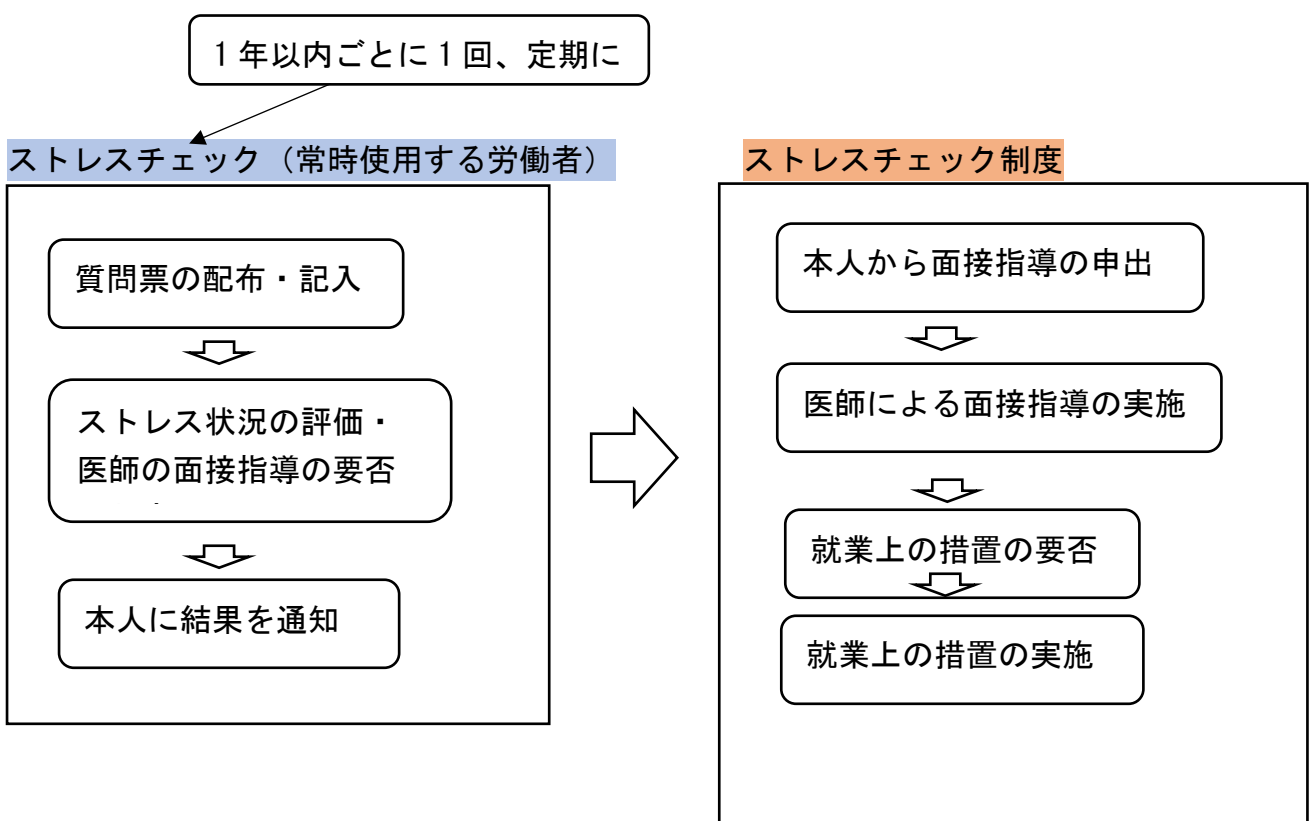 1年以内ごとに1回、定期に
ストレスチェック（常時使用する労働者）
質問票の配布・記入
ストレス状況の評価・
医師の面接指導の要否
本人に結果を通知
ストレスチェック制度
本人から面接指導の申出
医師による面接指導の実施
就業上の措置の要否
就業上の措置の実施